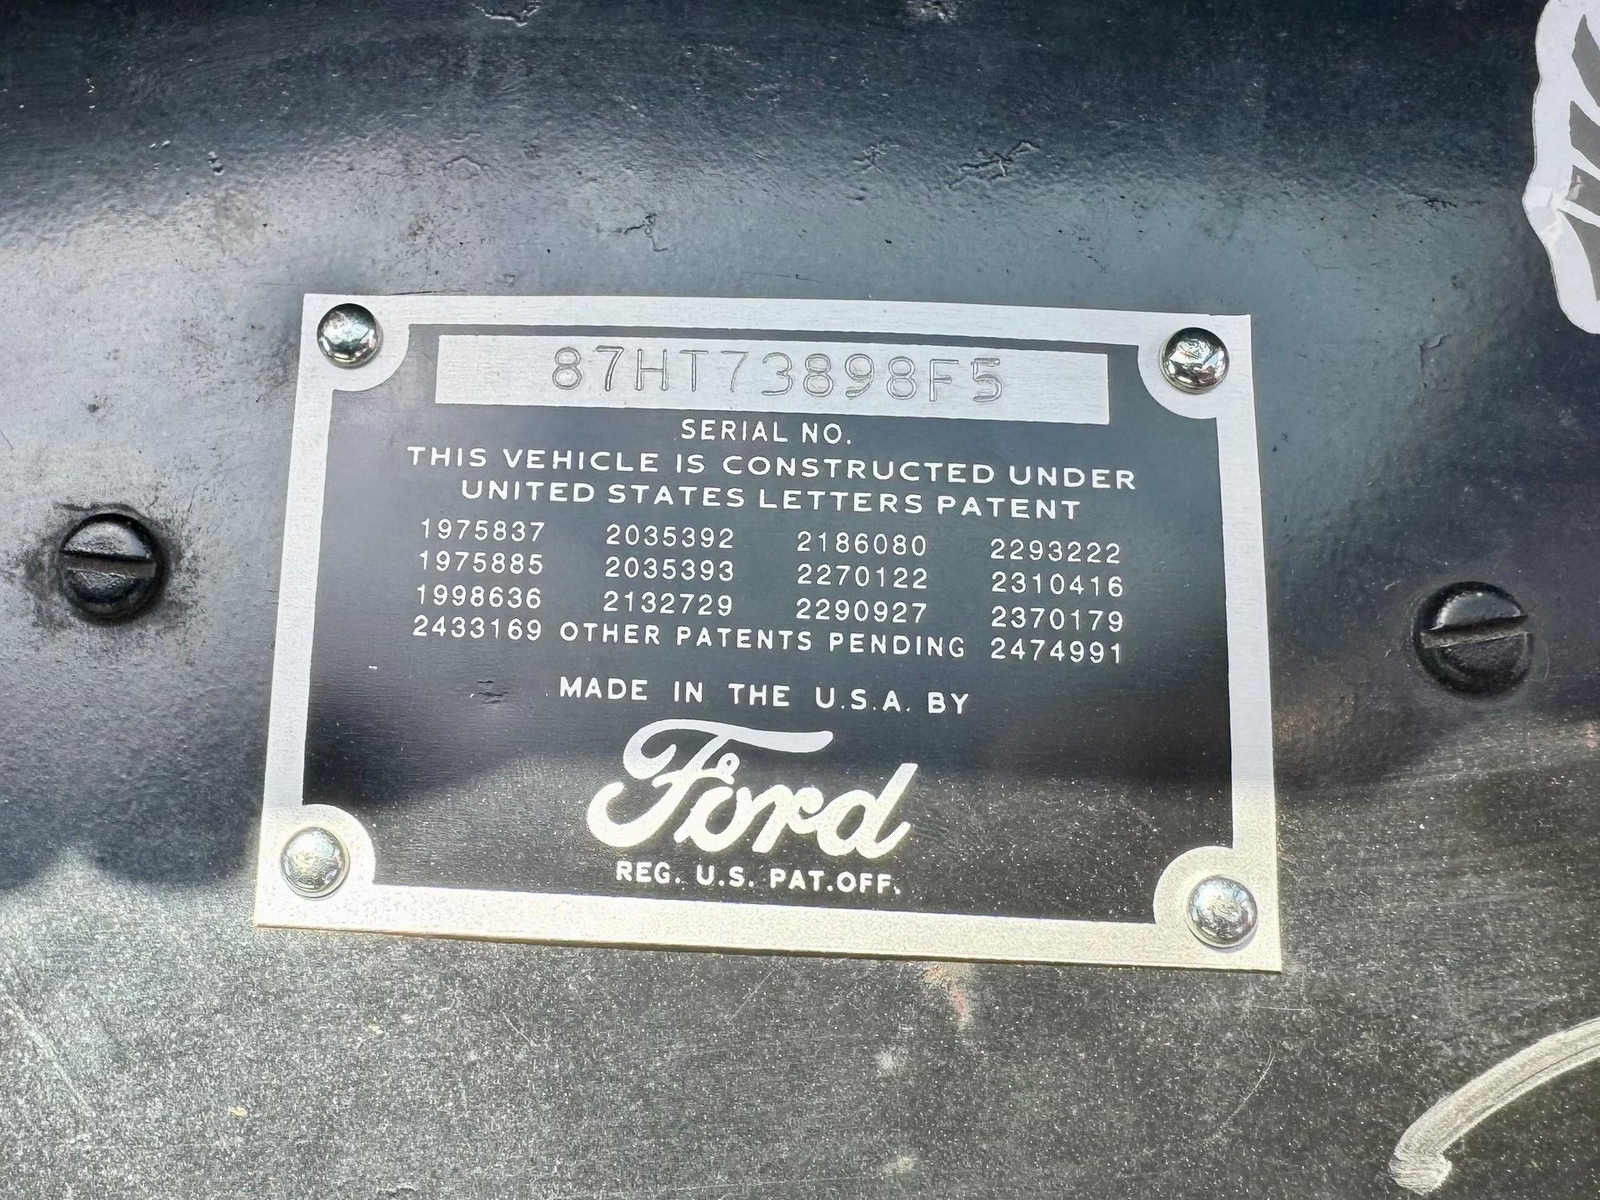 87HT73898F5
SERIAL NO.
THIS VEHICLE IS CONSTRUCTED UNDER
UNITED STATES LETTERS PATENT
1975837 2035392 2186080 2293222
1975885 2035393 2270122 2310416
1998636 2132729 2290927 2370179
2433169 OTHER PATENTS PENDING 2474991
MADE IN THE U.S.A. BY
Ford
REG. U.S. PAT.OFF.